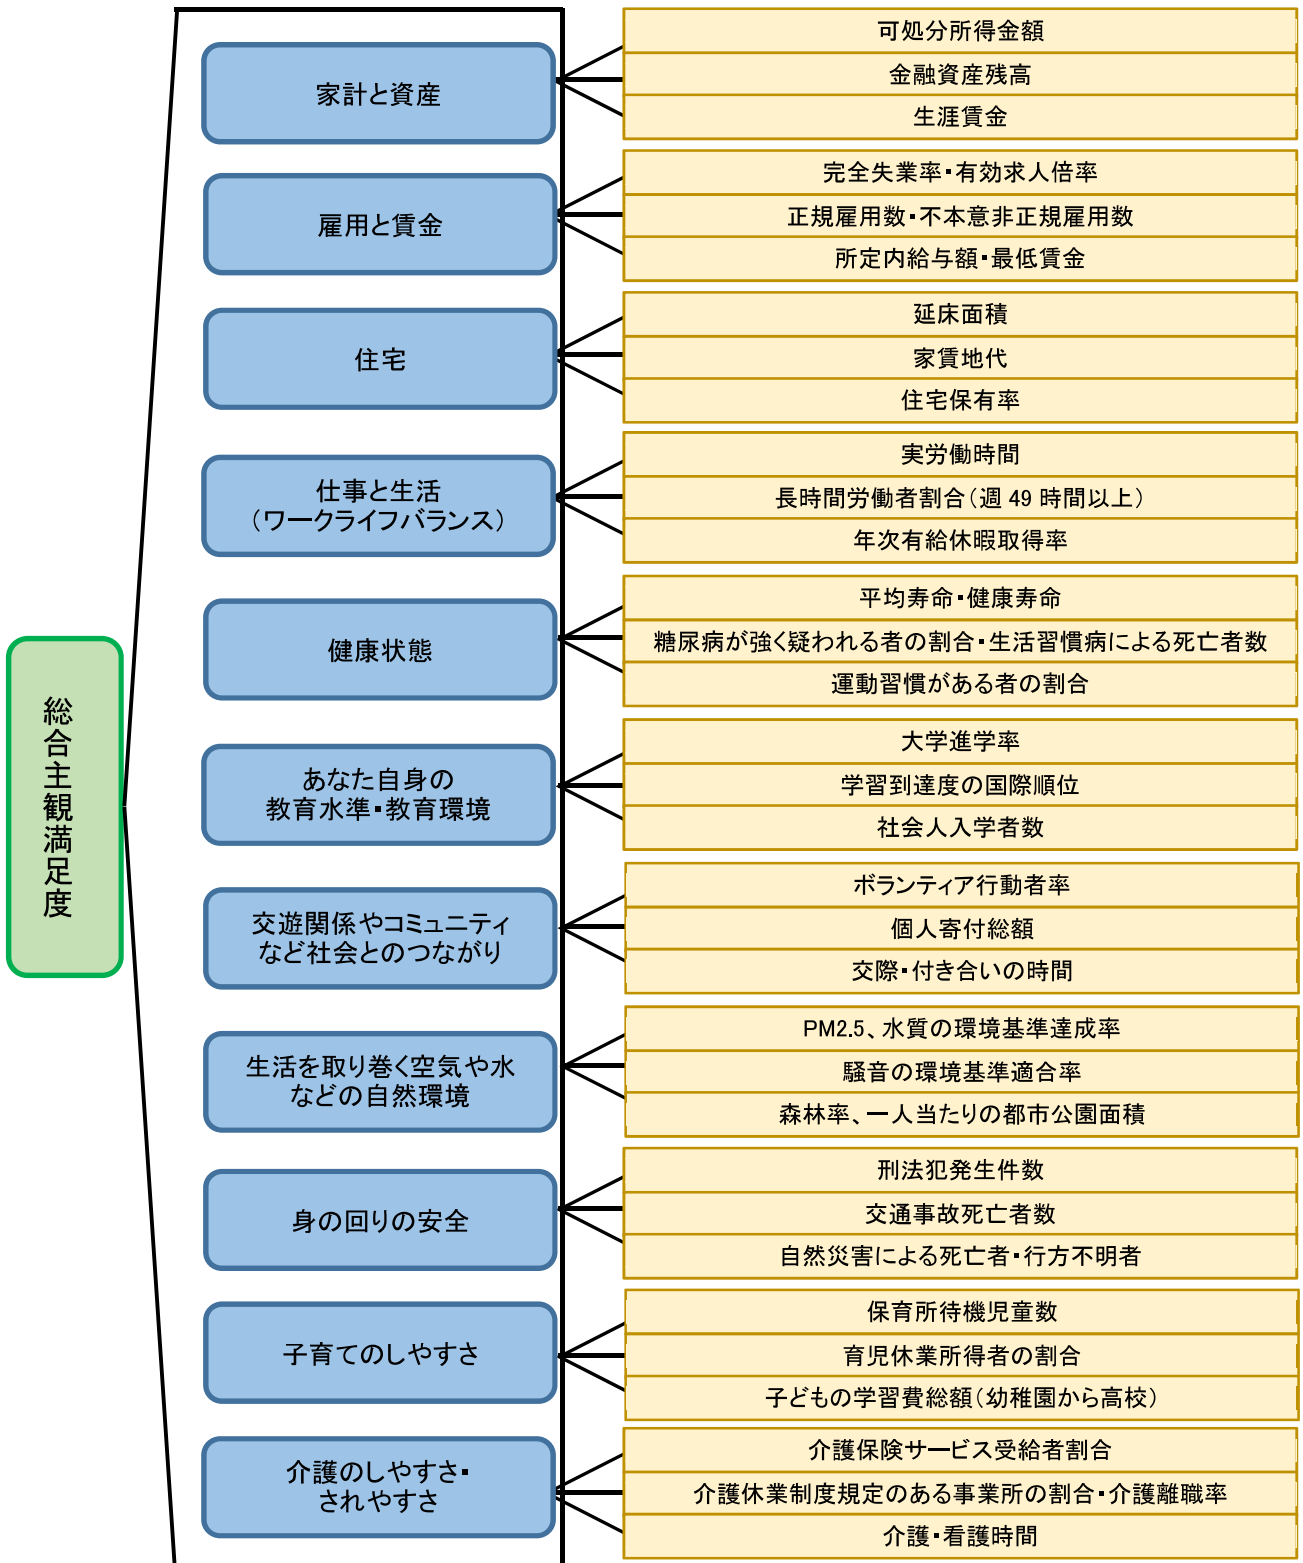 総合主観満足度
家計と資産
可処分所得金額
金融資産残高
生涯賃金
雇用と賃金
完全失業率・有効求人倍率
正規雇用数・不本意非正規雇用数
所定内給与額・最低賃金
住宅
延床面積
家賃地代
住宅保有率
仕事と生活
（ワークライフバランス）
実労働時間
長時間労働者割合（週 49 時間以上）
年次有給休暇取得率
健康状態
平均寿命・健康寿命
糖尿病が強く疑われる者の割合・生活習慣病による死亡者数
運動習慣がある者の割合
あなた自身の
教育水準・教育環境
大学進学率
学習到達度の国際順位
社会人入学者数
交遊関係やコミュニティ
など社会とのつながり
ボランティア行動者率
個人寄付総額
交際・付き合いの時間
生活を取り巻く空気や水
などの自然環境
PM2.5、水質の環境基準達成率
騒音の環境基準適合率
森林率、一人当たりの都市公園面積
身の回りの安全
刑法犯発生件数
交通事故死亡者数
自然災害による死亡者・行方不明者
子育てのしやすさ
保育所待機児童数
育児休業所得者の割合
子どもの学習費総額（幼稚園から高校）
介護のしやすさ・
されやすさ
介護保険サービス受給者割合
介護休業制度規定のある事業所の割合・介護離職率
介護・看護時間